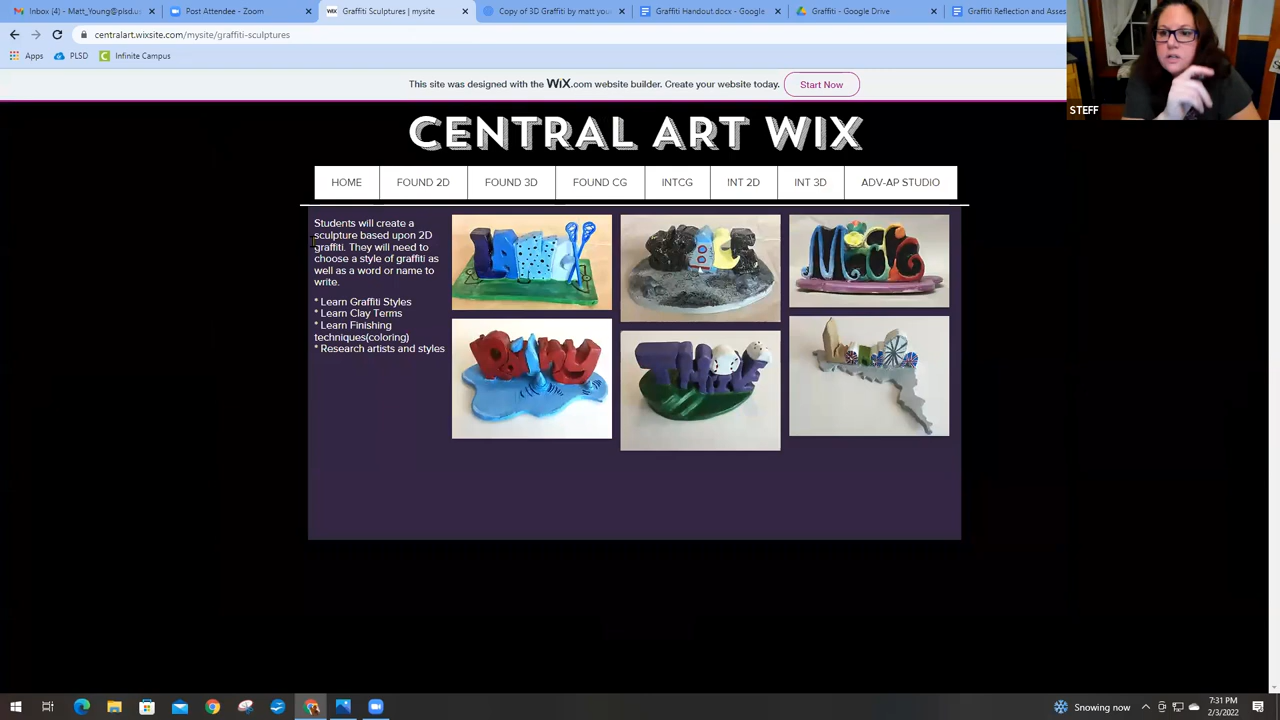 Inbox (4) - Matt_Young@plsd.us
Post Attendee - Zoom
WiX Graffiti Sculptures | mysite
Copy of 3D Graffiti by matt your
Graffiti Handout.docx - Google
Graffiti - Google Drive
Graffiti Reflection and Asses
centralart.wixsite.com/mysite/graffiti-sculptures
Apps PLSD Infinite Campus
This site was designed with the WiX.com website builder. Create your website today. Start Now
STEFF
CENTRAL ART WIX
HOME FOUND 2D FOUND 3D FOUND CG INTCG INT 2D INT 3D ADV-AP STUDIO
Students will create a
sculpture based upon 2D
graffiti. They will need to
choose a style of graffiti as
well as a word or name to
write.
* Learn Graffiti Styles
* Learn Clay Terms
* Learn Finishing
techniques(coloring)
* Research artists and styles
Snowing now
7:31 PM
2/3/2022